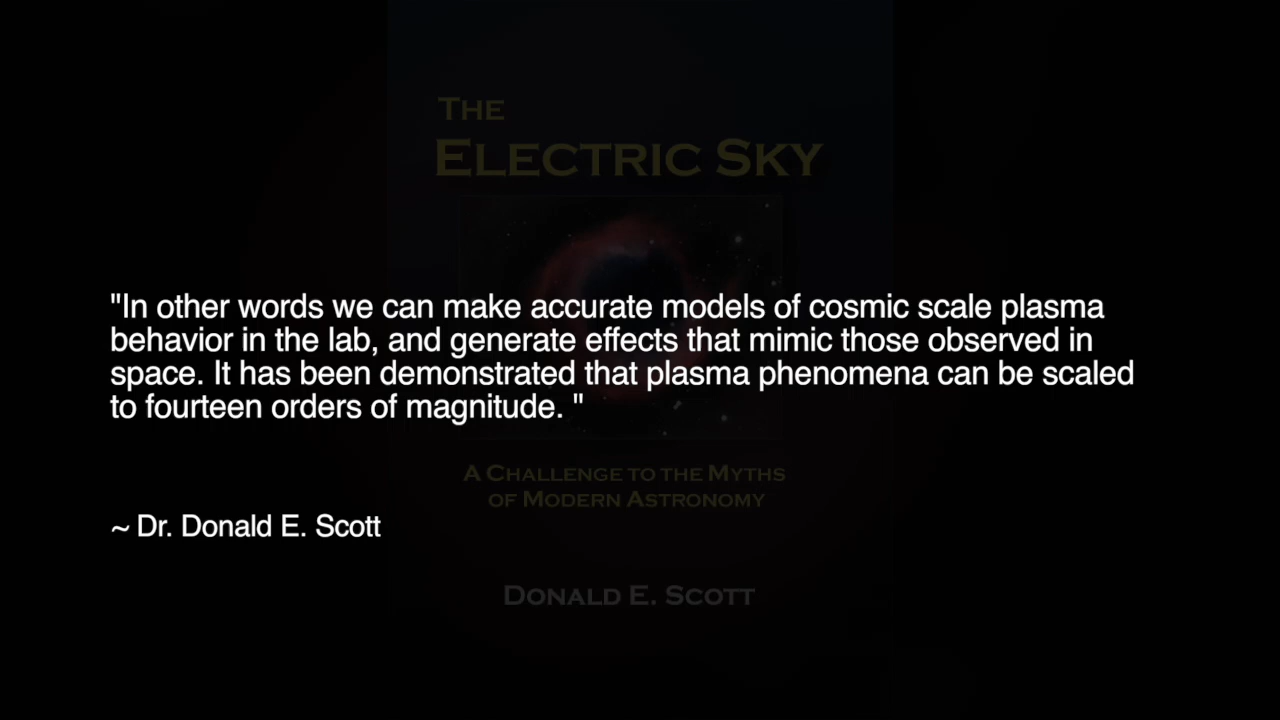 THE
ELECTRIC SKY
"In other words we can make accurate models of cosmic scale plasma
behavior in the lab, and generate effects that mimic those observed in
space. It has been demonstrated that plasma phenomena can be scaled
to fourteen orders of magnitude. "
A CHALLENGE TO THE MYTHS
OF MODERN ASTRONOMY
~ Dr. Donald E. Scott
DONALD E. SCOTT